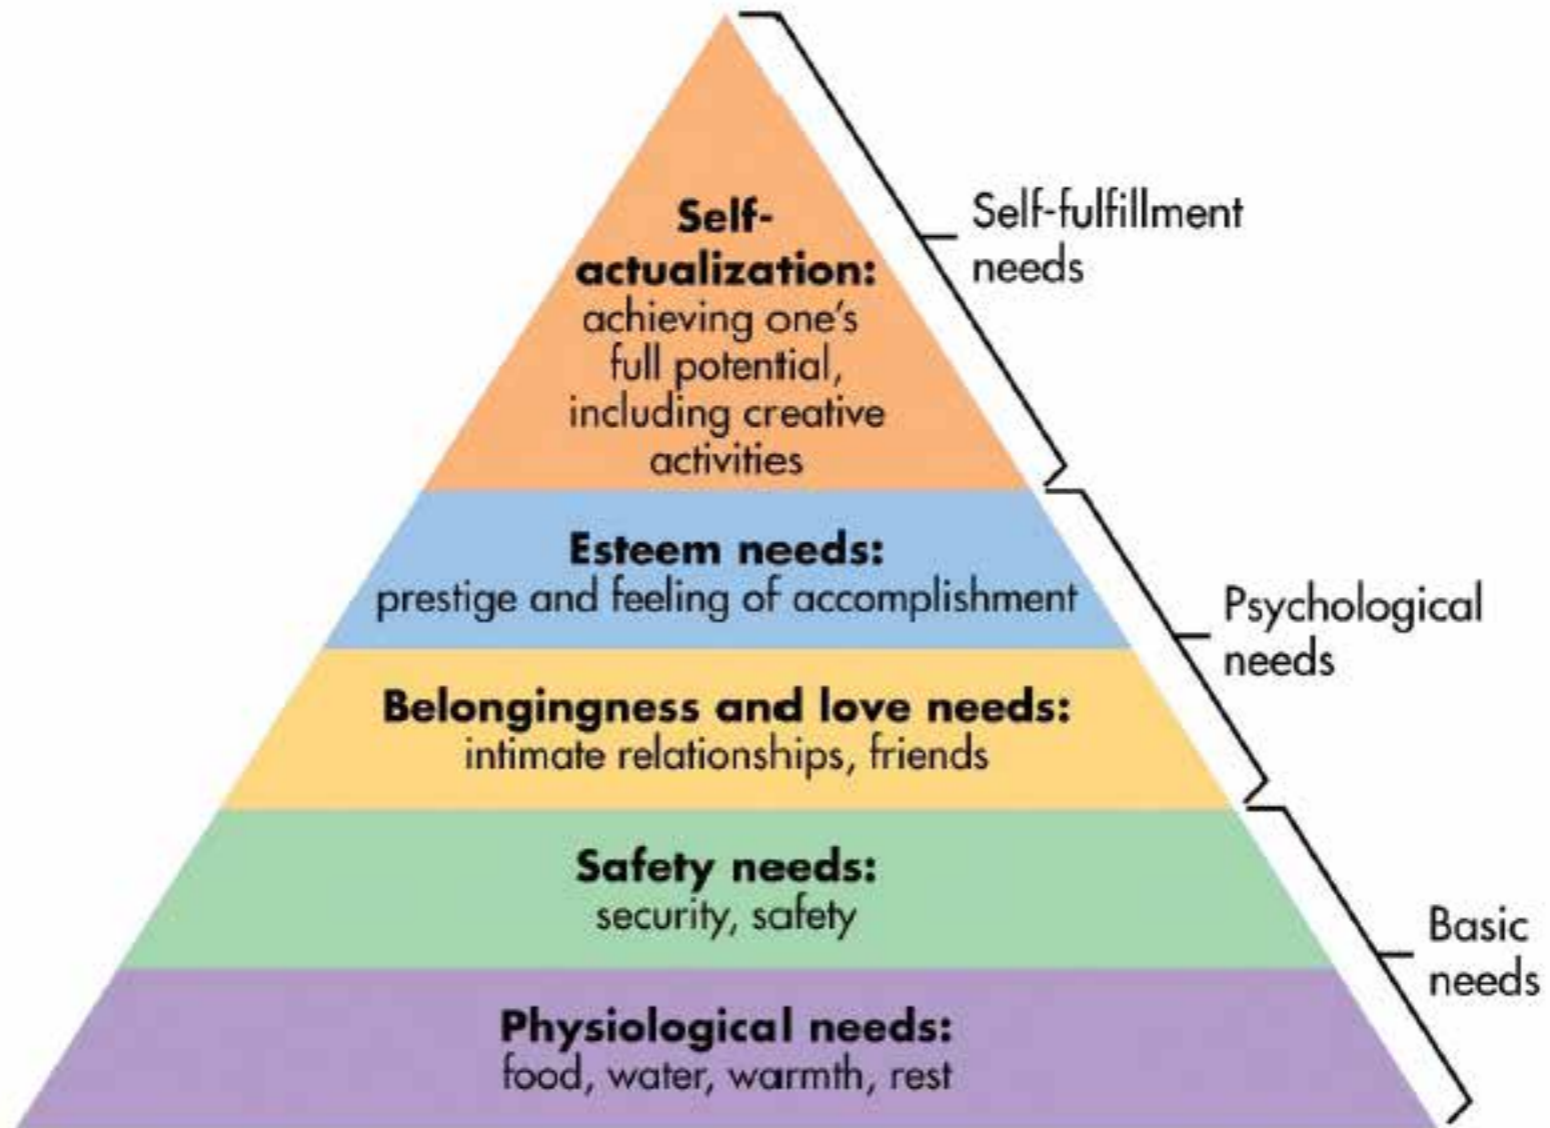 Self-
actualization:
achieving one's
full potential,
including creative
activities
Self-fulfillment
needs
Esteem needs:
prestige and feeling of accomplishment
Belongingness and love needs:
intimate relationships, friends
Psychological
needs
Safety needs:
security, safety
Physiological needs:
food, water, warmth, rest
Basic
needs